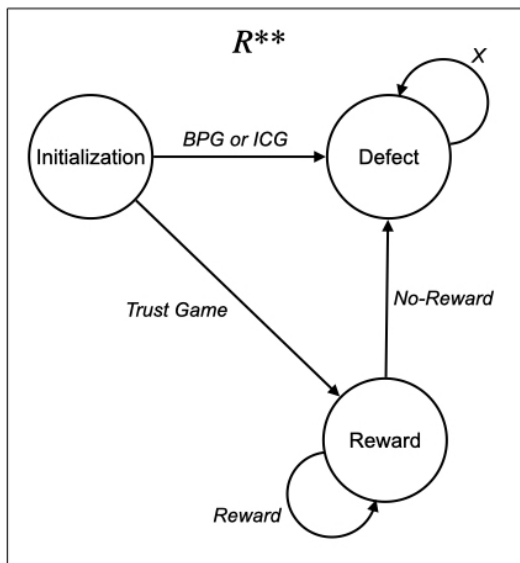 R**
X
BPG or ICG
Initialization
Defect
Trust Game
No-Reward
Reward
Reward